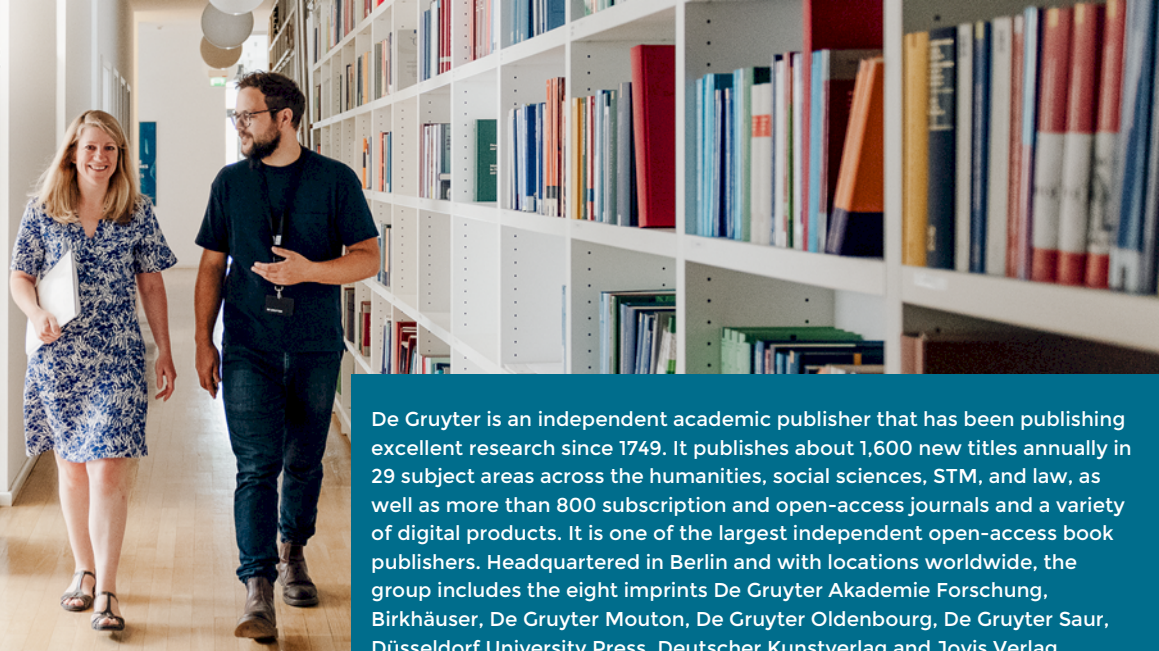 De Gruyter is an independent academic publisher that has been publishing
excellent research since 1749. It publishes about 1,600 new titles annually in
29 subject areas across the humanities, social sciences, STM, and law, as
well as more than 800 subscription and open-access journals and a variety
of digital products. It is one of the largest independent open-access book
publishers. Headquartered in Berlin and with locations worldwide, the
group includes the eight imprints De Gruyter Akademie Forschung,
Birkhäuser, De Gruyter Mouton, De Gruyter Oldenbourg, De Gruyter Saur,
Düsseldorf University Press, Deutscher Kunstverlag and Jovis Verlag.